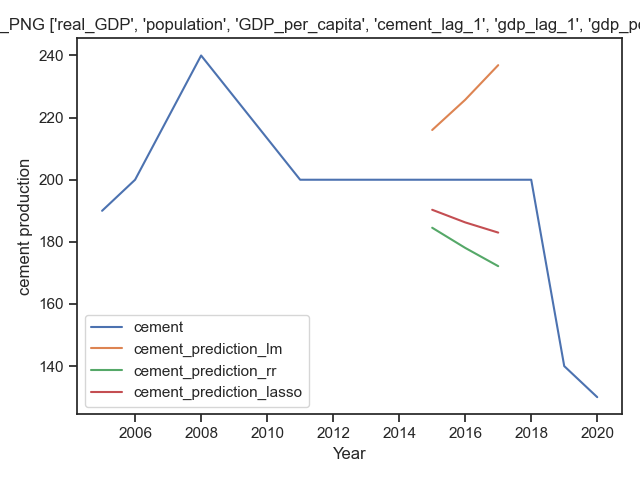 _PNG ['real_GDP', 'population', 'GDP_per_capita', 'cement_lag_1', 'gdp_lag_1', 'gdp_pe
240
220
200
180
160
140
cement production
cement
cement_prediction_lm
cement_prediction_rr
cement_prediction_lasso
2006 2008 2010 2012 2014 2016 2018 2020
Year